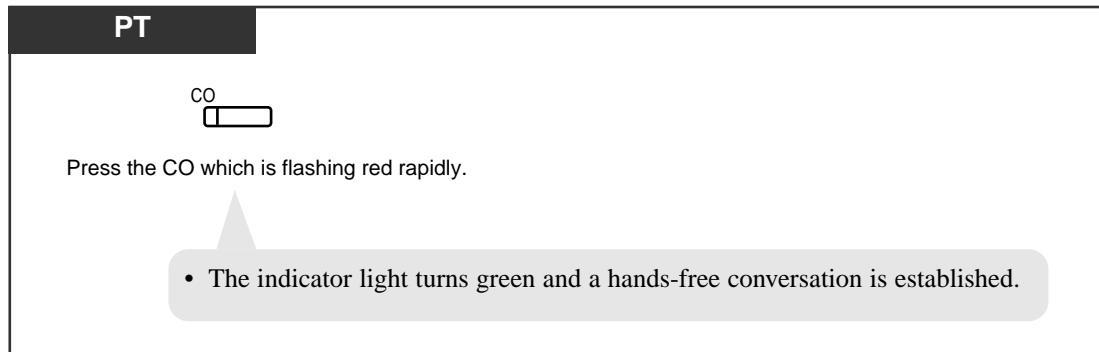 PT
CO
Press the CO which is flashing red rapidly.
• The indicator light turns green and a hands-free conversation is established.